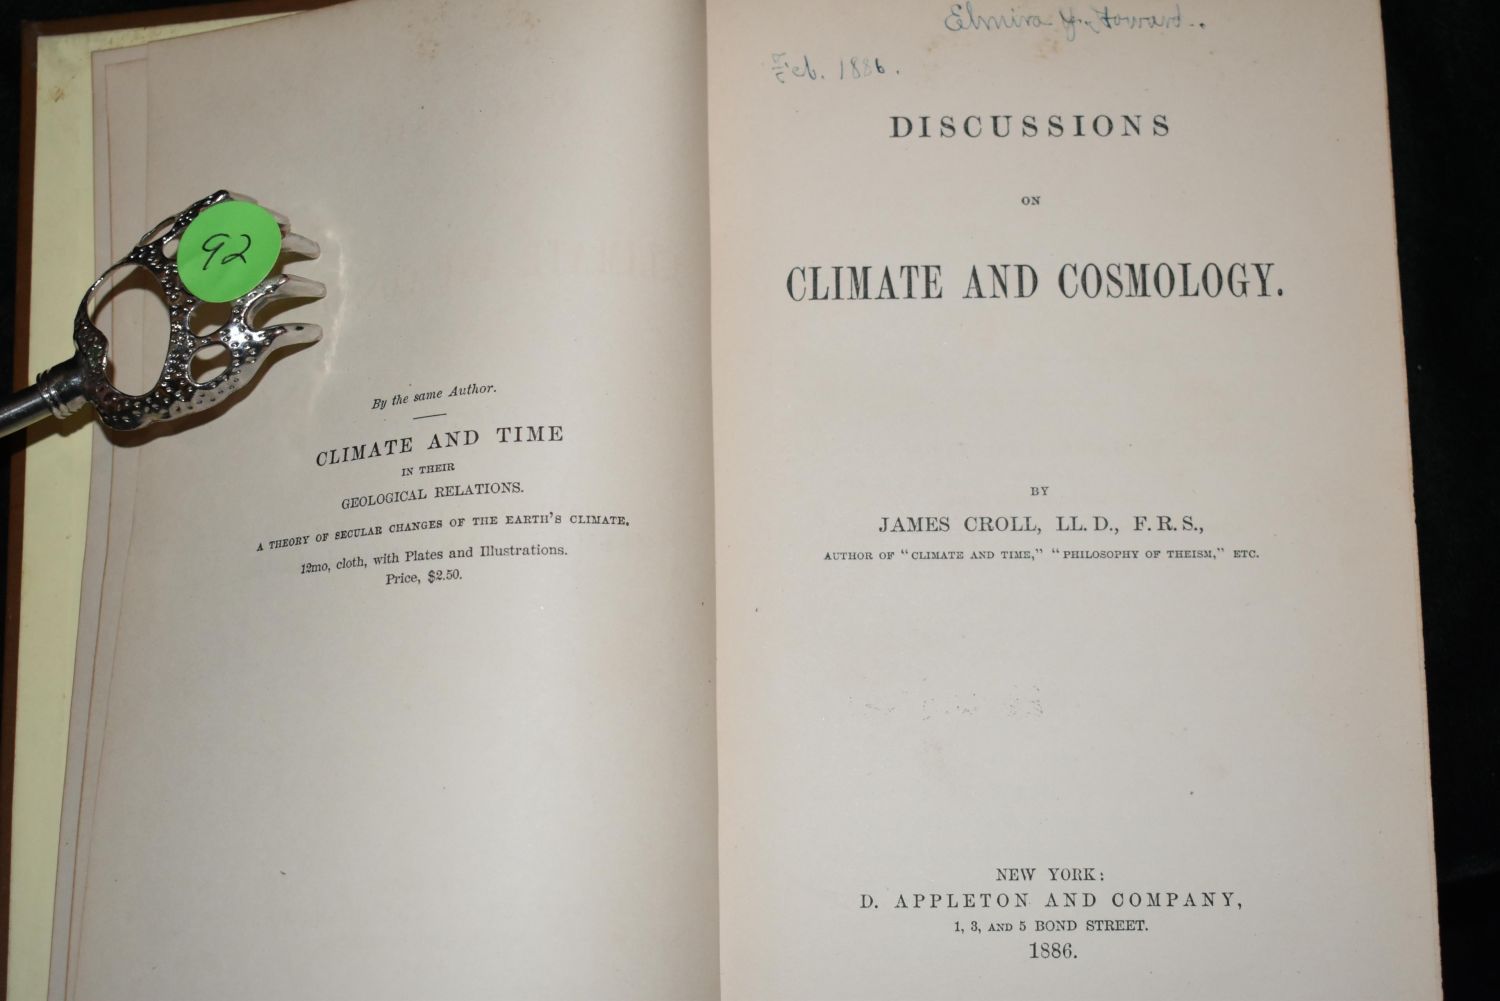 92
By the same Author.
CLIMATE AND TIME
IN THEIR
GEOLOGICAL RELATIONS.
A THEORY OF SECULAR CHANGES OF THE EARTH'S CLIMATE.
12mo, cloth, with Plates and Illustrations.
Price, $2.50.
Elmira Y. Howard.
Feb. 1886.
DISCUSSIONS
ON
CLIMATE AND COSMOLOGY.
BY
JAMES CROLL, LL. D., F. R. S.,
AUTHOR OF “CLIMATE AND TIME,” “PHILOSOPHY OF THEISM,” ETC.
NEW YORK:
D. APPLETON AND COMPANY,
1, 3, AND 5 BOND STREET.
1886.